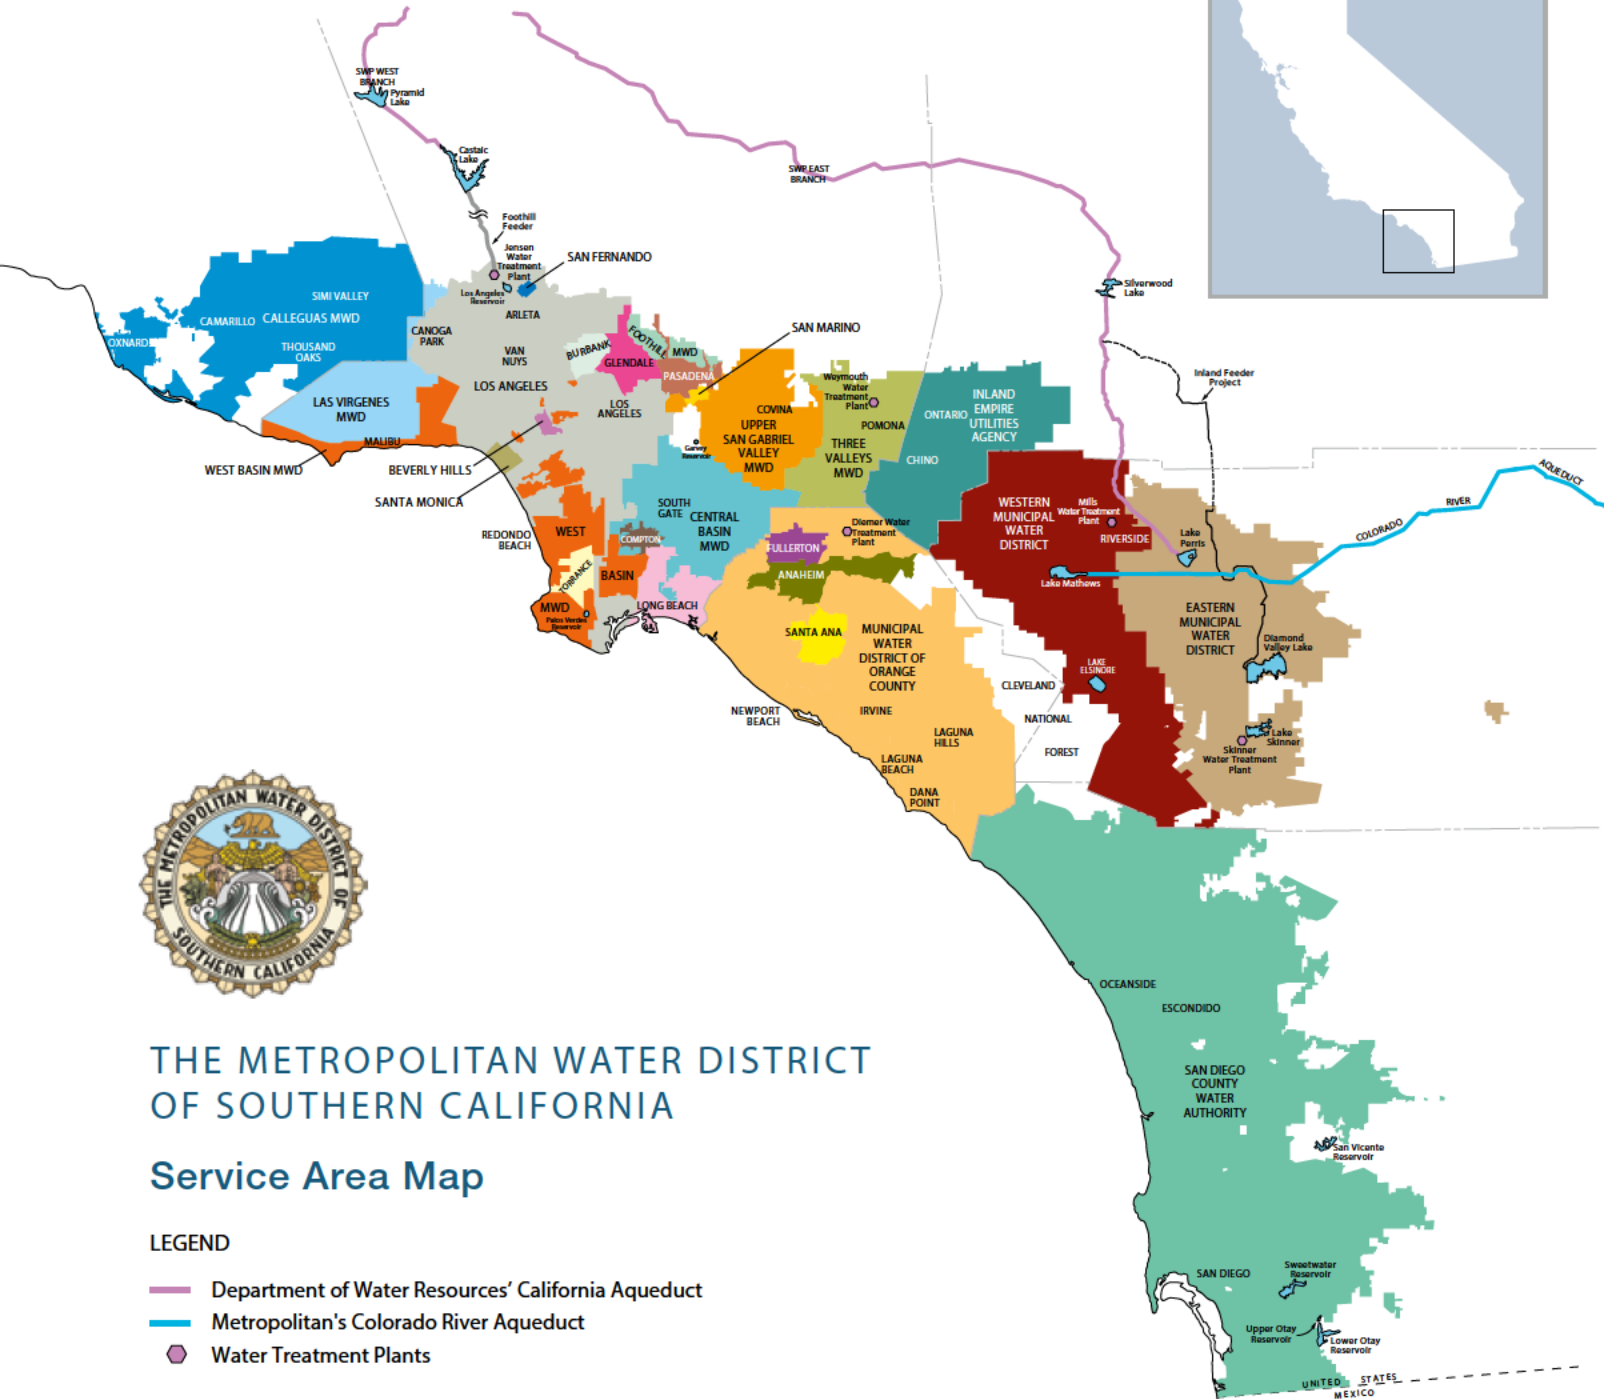 SWP WEST
BRANCH
Pyramid
Lake
Castaic
Lake
SWP EAST
BRANCH
Foothill
Feeder
Jensen
Water
Treatment
Plant
SAN FERNANDO
Los Angeles
Reservoir
ARLETA
Silverwood
Lake
SIMI VALLEY
CAMARILLO
CALLEGUAS MWD
OXNARD
THOUSAND
OAKS
CANOGA
PARK
VAN
NUYS
BURBANK
GLENDALE
FOOTHILL
MWD
PASADENA
SAN MARINO
LOS ANGELES
LOS
ANGELES
LAS VIRGENES
MWD
MALIBU
WEST BASIN MWD
BEVERLY HILLS
SANTA MONICA
Garvey
Reservoir
COVINA
UPPER
SAN GABRIEL
VALLEY
MWD
Weymouth
Water
Treatment
Plant
POMONA
THREE
VALLEYS
MWD
INLAND
EMPIRE
UTILITIES
AGENCY
ONTARIO
CHINO
Inland Feeder
Project
AQUEDUCT
RIVER
COLORADO
REDONDO
BEACH
WEST
BASIN
MWD
TORRANCE
COMPTON
Palos Verdes
Reservoir
SOUTH
GATE
CENTRAL
BASIN
MWD
LONG BEACH
FULLERTON
Diemer Water
Treatment
Plant
ANAHEIM
SANTA ANA
MUNICIPAL
WATER
DISTRICT OF
ORANGE
COUNTY
NEWPORT
BEACH
IRVINE
LAGUNA
HILLS
LAGUNA
BEACH
DANA
POINT
WESTERN
MUNICIPAL
WATER
DISTRICT
Mills
Water Treatment
Plant
RIVERSIDE
Lake
Perris
Lake Mathews
EASTERN
MUNICIPAL
WATER
DISTRICT
Diamond
Valley Lake
LAKE
ELSINORE
CLEVELAND
NATIONAL
FOREST
Lake
Skinner
Skinner
Water Treatment
Plant
OCEANSIDE
ESCONDIDO
SAN DIEGO
COUNTY
WATER
AUTHORITY
San Vicente
Reservoir
SAN DIEGO
Sweetwater
Reservoir
Upper Otay
Reservoir
Lower Otay
Reservoir
UNITED STATES
MEXICO
THE METROPOLITAN WATER DISTRICT OF
SOUTHERN CALIFORNIA
THE METROPOLITAN WATER DISTRICT
OF SOUTHERN CALIFORNIA
Service Area Map
LEGEND
Department of Water Resources' California Aqueduct
Metropolitan's Colorado River Aqueduct
Water Treatment Plants